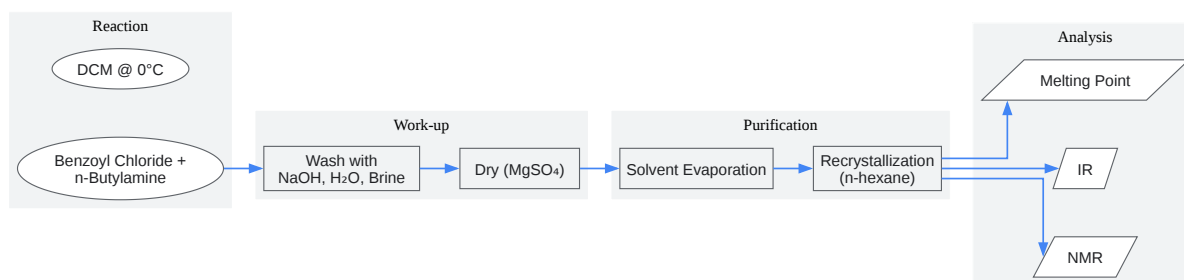 Reaction
DCM @ 0°C
Benzoyl Chloride +
n-Butylamine
Work-up
Wash with
NaOH, H₂O, Brine
Dry (MgSO₄)
Purification
Solvent Evaporation
Recrystallization
(n-hexane)
Analysis
Melting Point
IR
NMR